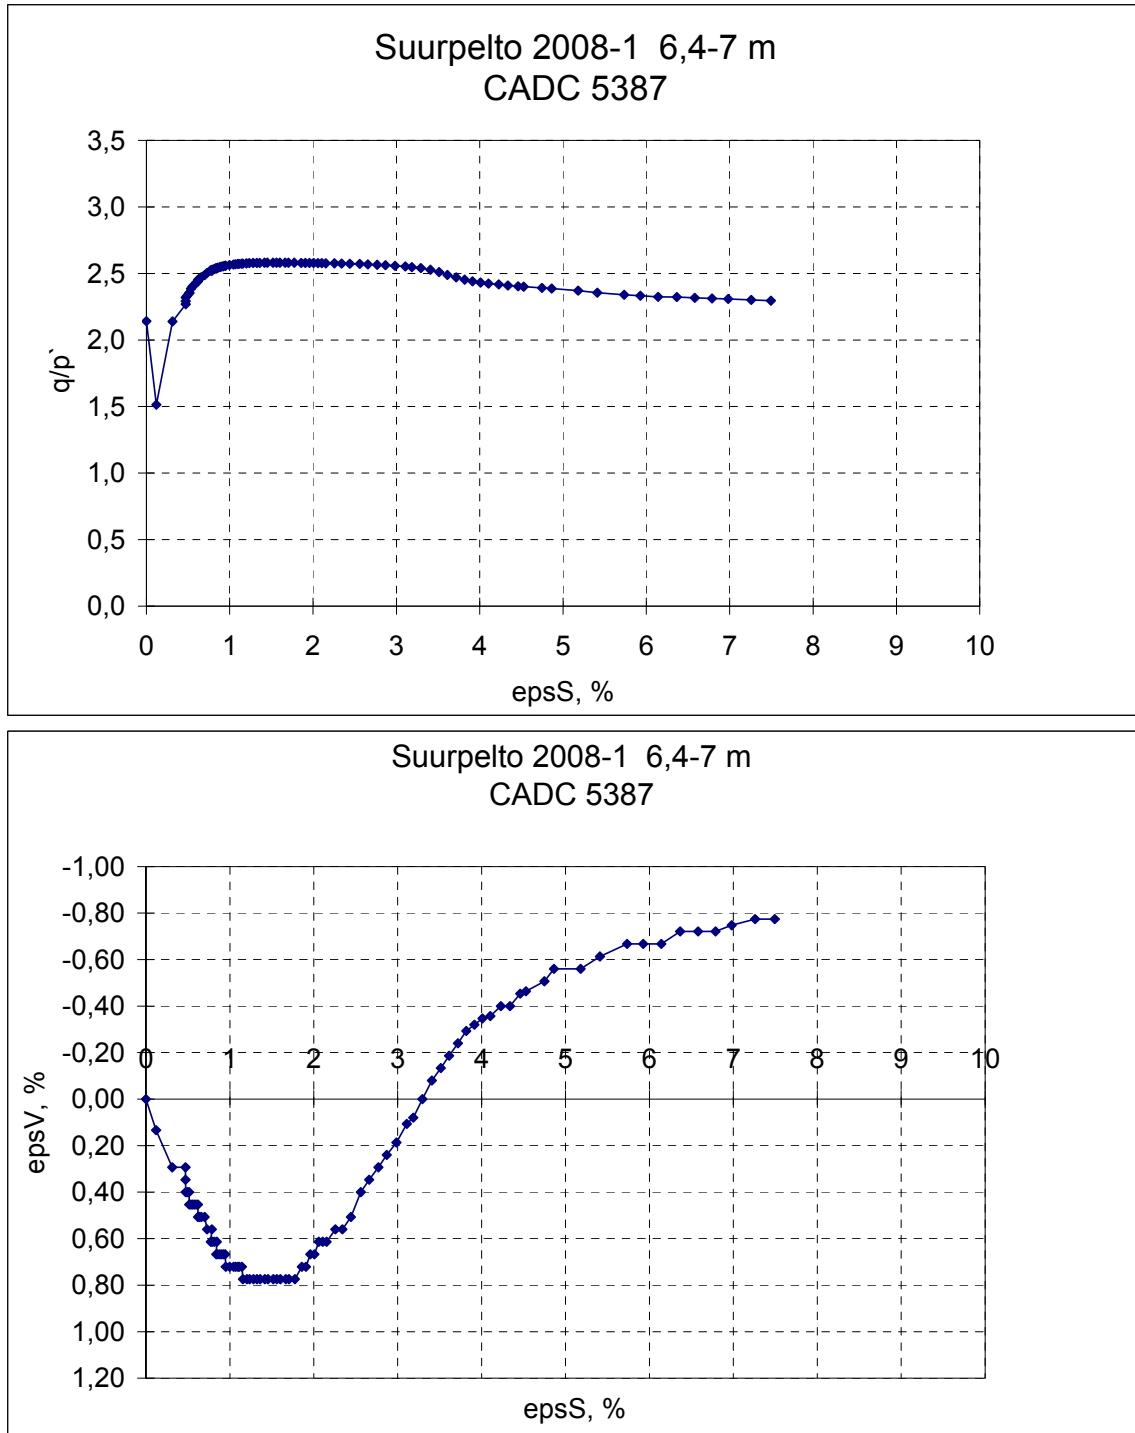 Suurpelto 2008-1 6,4-7 m
CADC 5387
3,5
3,0
2,5
2,0
1,5
1,0
0,5
0,0
q/p`
0 1 2 3 4 5 6 7 8 9 10
epsS, %
Suurpelto 2008-1 6,4-7 m
CADC 5387
-1,00
-0,80
-0,60
-0,40
-0,20
0 1 2 3 4 5 6 7 8 9 10
0,00
0,20
0,40
0,60
0,80
1,00
1,20
epsV, %
epsS, %